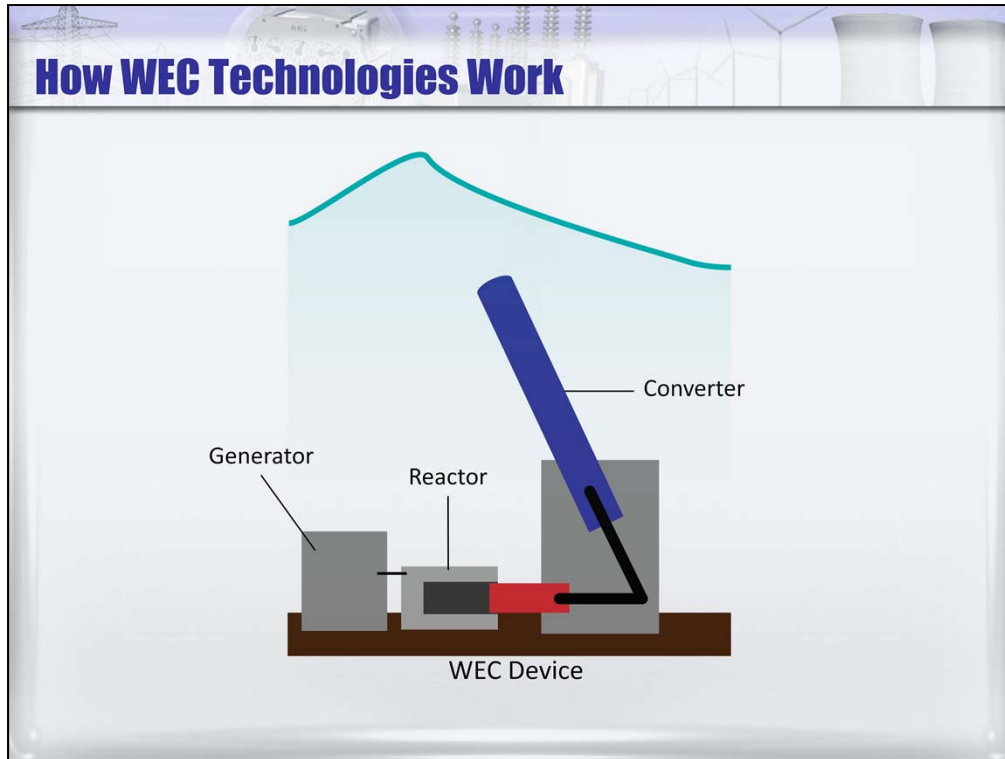 How WEC Technologies Work
Converter
Generator
Reactor
WEC Device